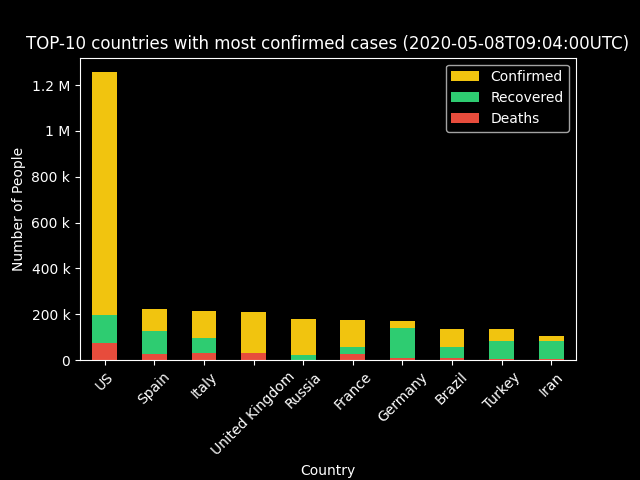 TOP-10 countries with most confirmed cases (2020-05-08T09:04:00UTC)
Confirmed
Recovered
Deaths
1.2 M
1 M
800 k
600 k
400 k
200 k
0
Number of People
US
Spain
Italy
United Kingdom
Russia
France
Germany
Brazil
Turkey
Iran
Country